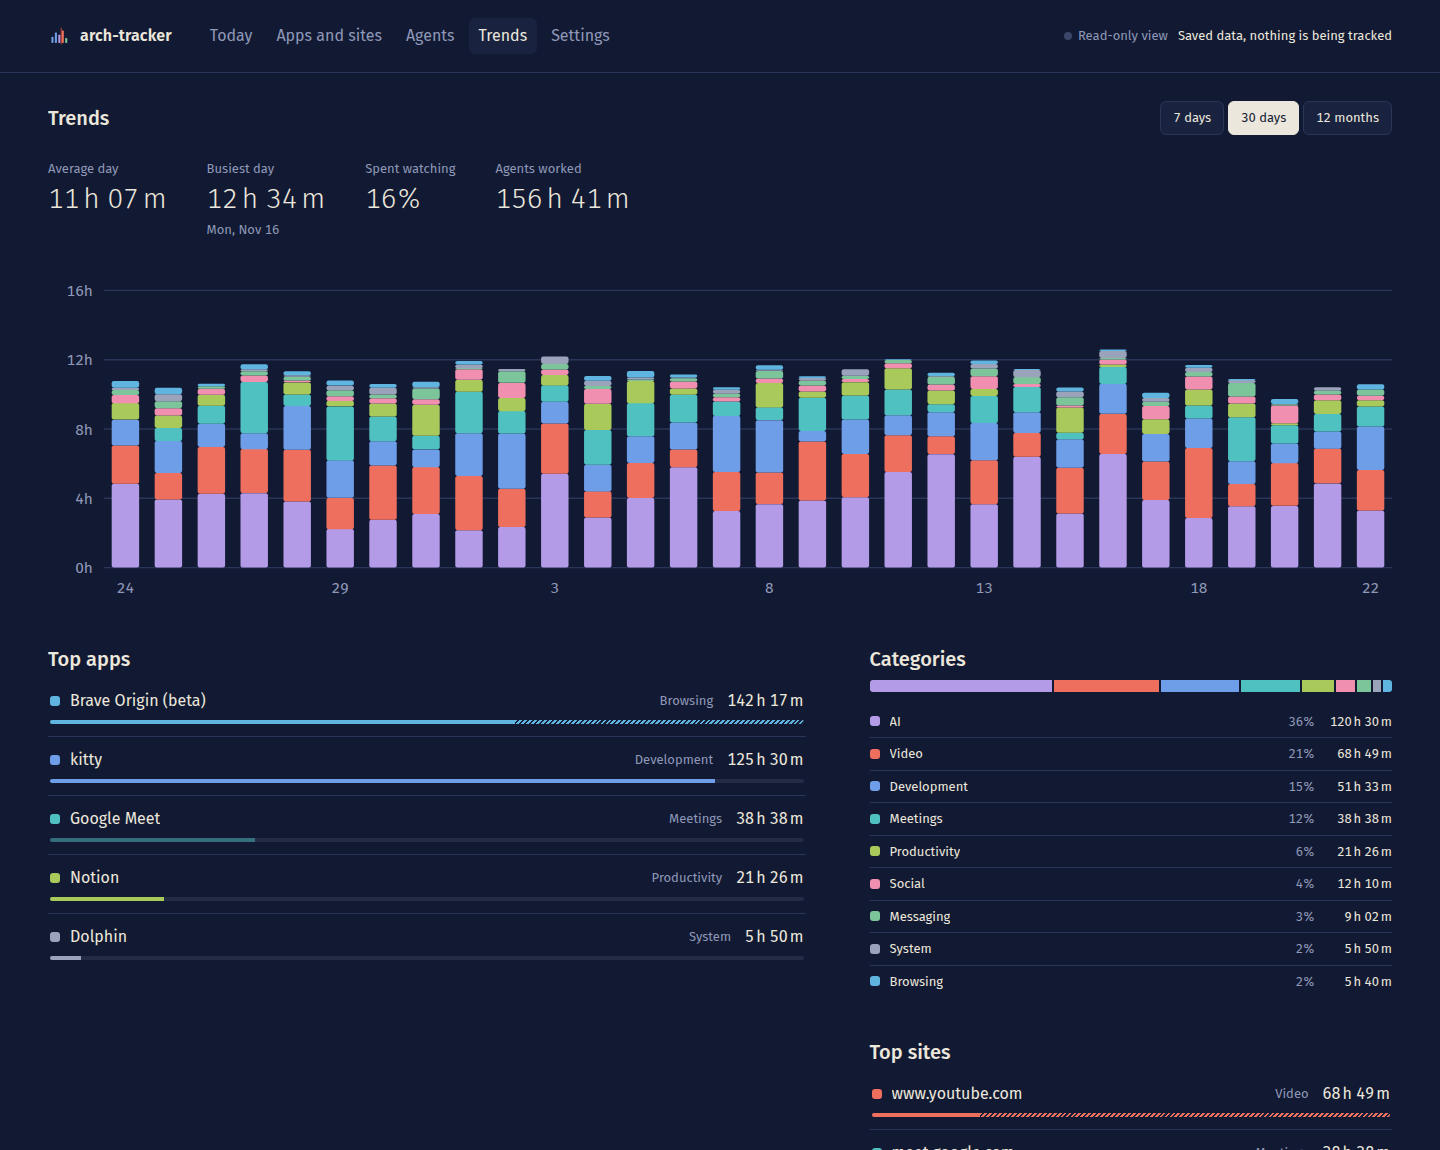 arch-tracker Today Apps and sites Agents Trends Settings Read-only view Saved data, nothing is being tracked
Trends 7 days 30 days 12 months
Average day Busiest day Spent watching Agents worked
11 h 07 m 12 h 34 m 16% 156 h 41 m
Mon, Nov 16
16h
12h
8h
4h
0h
24 29 3 8 13 18 22
Top apps
Brave Origin (beta) Browsing 142 h 17 m
kitty Development 125 h 30 m
Google Meet Meetings 38 h 38 m
Notion Productivity 21 h 26 m
Dolphin System 5 h 50 m
Categories
AI 36% 120 h 30 m
Video 21% 68 h 49 m
Development 15% 51 h 33 m
Meetings 12% 38 h 38 m
Productivity 6% 21 h 26 m
Social 4% 12 h 10 m
Messaging 3% 9 h 02 m
System 2% 5 h 50 m
Browsing 2% 5 h 40 m
Top sites
www.youtube.com Video 68 h 49 m